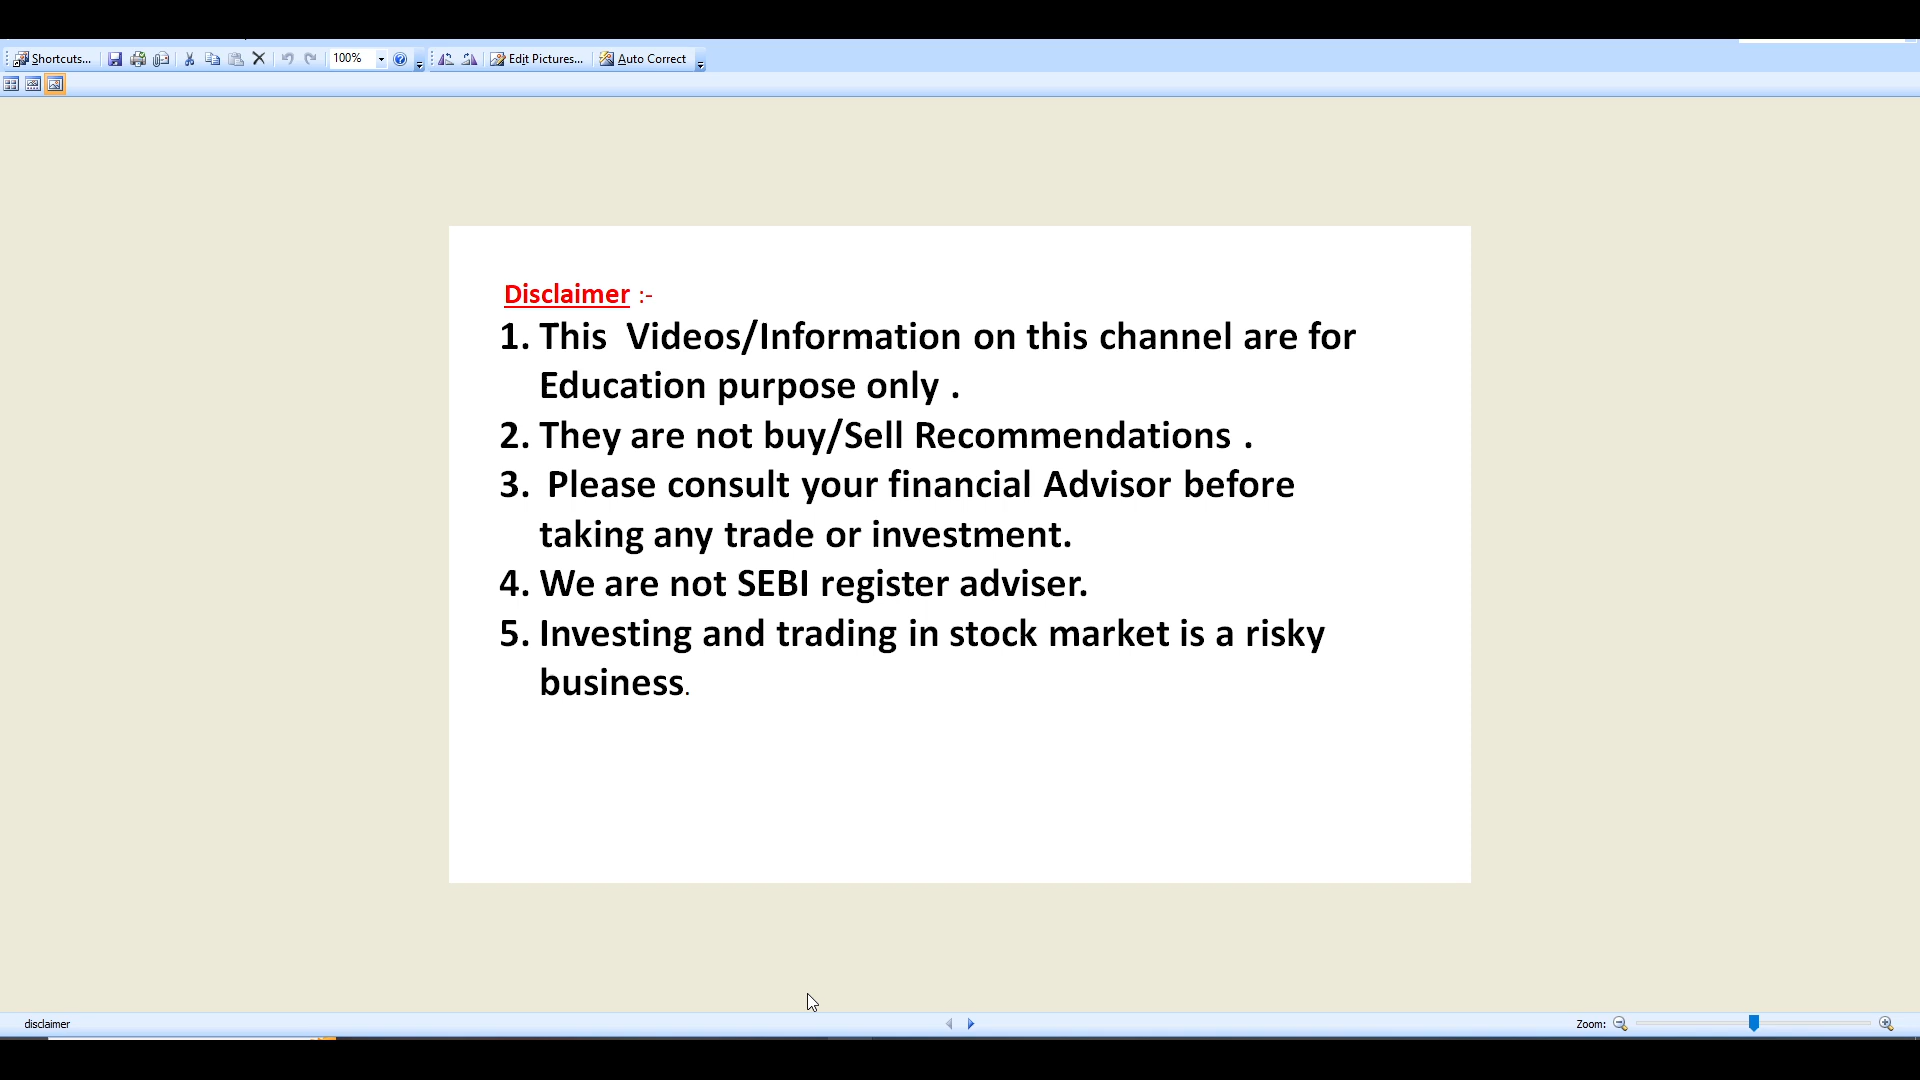 Shortcuts... 100% Edit Pictures... Auto Correct
Disclaimer :-
1. This  Videos/Information on this channel are for
Education purpose only .
2. They are not buy/Sell Recommendations .
3.  Please consult your financial Advisor before
taking any trade or investment.
4. We are not SEBI register adviser.
5. Investing and trading in stock market is a risky
business.
disclaimer Zoom: